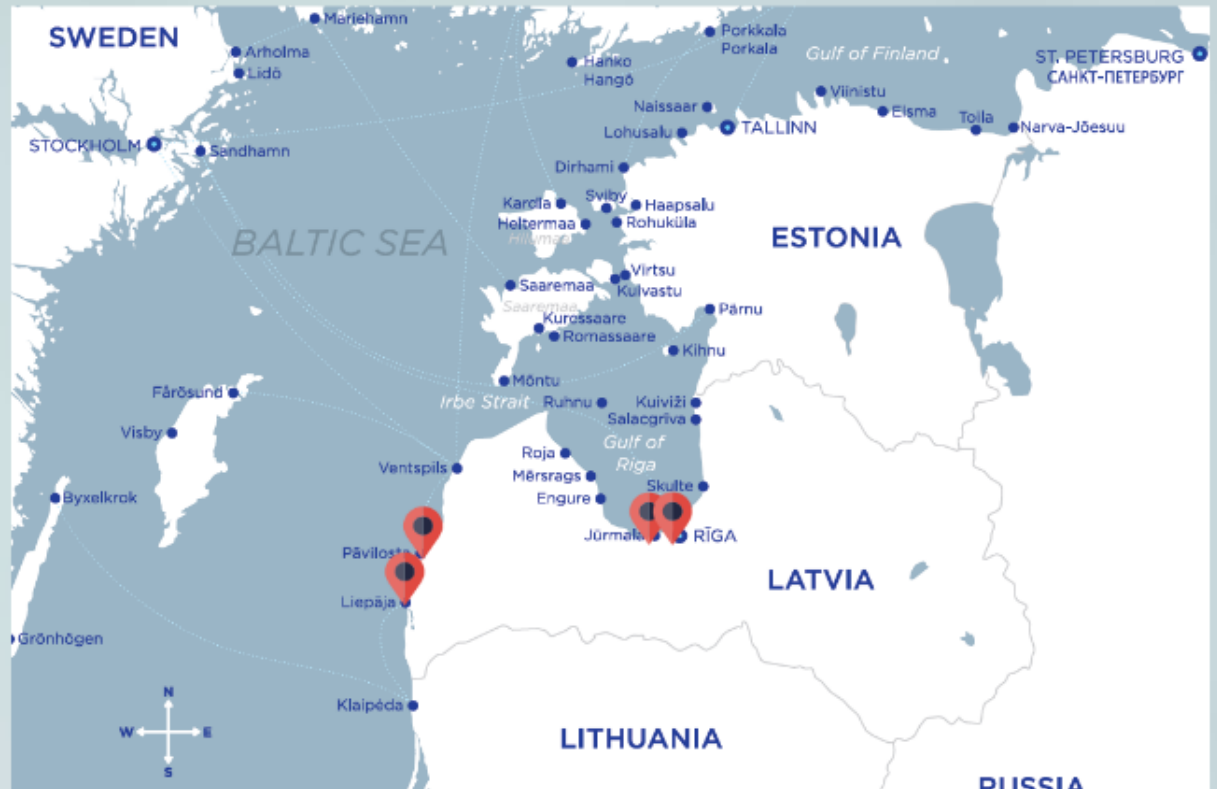 Mariehamn
SWEDEN
Arholma
Lidö
Porkkala
Porkala
Gulf of Finland
Hanko
Hangö
ST. PETERSBURG
САНКТ-ПЕТЕРБУРГ
Viinistu
Naissaar
Eisma
Toila
Lohusalu
TALLINN
Narva-Jõesuu
STOCKHOLM
Sandhamn
Dirhami
Sviby
Kärdla
Haapsalu
Heltermaa
Rohuküla
Hiiumaa
BALTIC SEA
ESTONIA
Virtsu
Saaremaa
Kuivastu
Saaremaa
Pärnu
Kuressaare
Romassaare
Kihnu
Mõntu
Fårösund
Irbe Strait
Ruhnu
Kuiviži
Salacgrīva
Visby
Gulf of
Riga
Roja
Ventspils
Mērsrags
Skulte
Byxelkrok
Engure
Jūrmala
RĪGA
Pāvilosta
LATVIA
Liepāja
Grönhögen
N
Klaipėda
W
E
LITHUANIA
S
RUSSIA